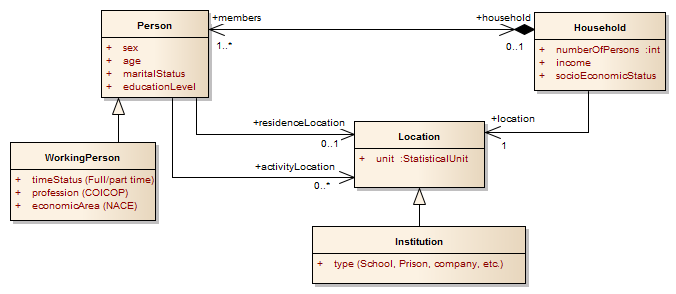 Person
+ sex
+ age
+ maritalStatus
+ educationLevel
+members
1..*
+household
0..1
Household
+ numberOfPersons :int
+ income
+ socioEconomicStatus
+residenceLocation
0..1
+activityLocation
0..*
+location
1
Location
+ unit :StatisticalUnit
WorkingPerson
+ timeStatus (Full/part time)
+ profession (COICOP)
+ economicArea (NACE)
Institution
+ type (School, Prison, company, etc.)